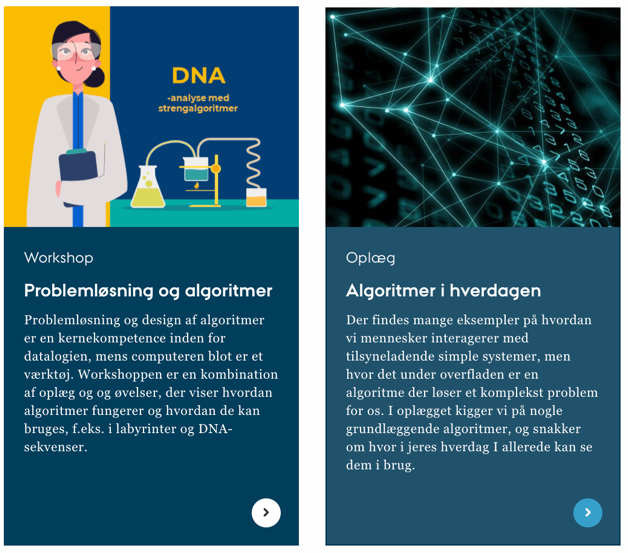 DNA
-analyse med
strengalgoritmer
Workshop
Problemløsning og algoritmer
Problemløsning og design af algoritmer
er en kernekompetence inden for
datalogien, mens computeren blot er et
værktøj. Workshoppen er en kombination
af oplæg og og øvelser, der viser hvordan
algoritmer fungerer og hvordan de kan
bruges, f.eks. i labyrinter og DNA-
sekvenser.
Oplæg
Algoritmer i hverdagen
Der findes mange eksempler på hvordan
vi mennesker interagerer med
tilsyneladende simple systemer, men
hvor det under overfladen er en
algoritme der løser et komplekst problem
for os. I oplægget kigger vi på nogle
grundlæggende algoritmer, og snakker
om hvor i jeres hverdag I allerede kan se
dem i brug.